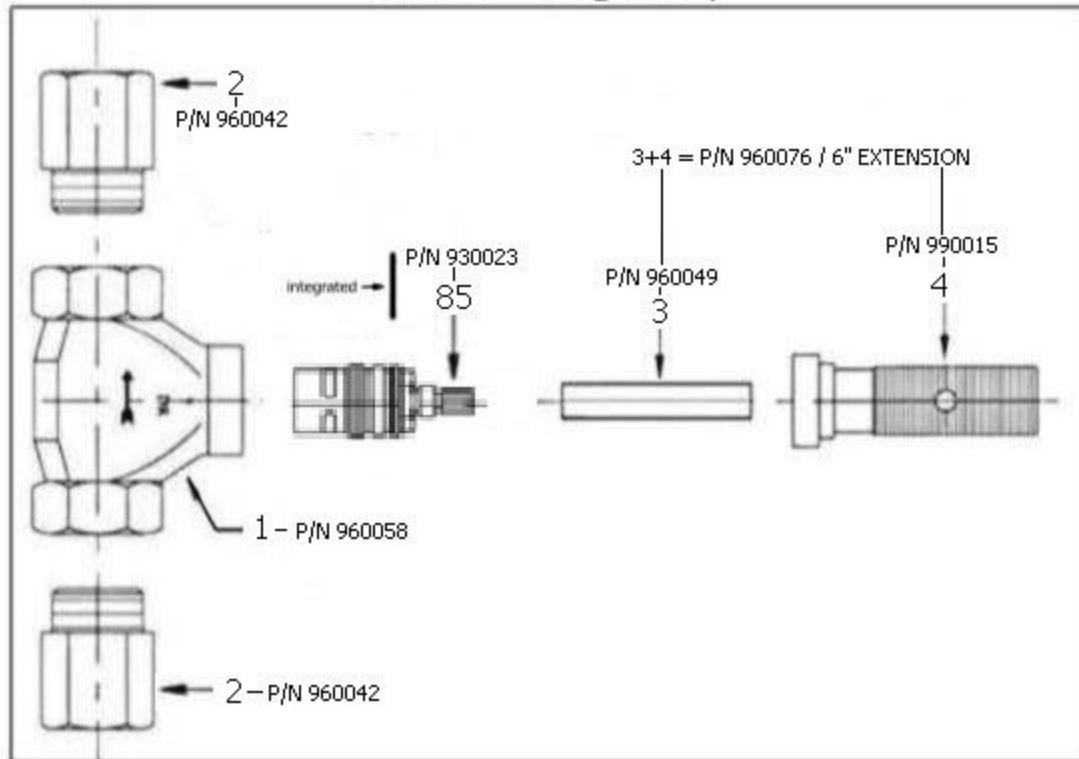 2
P/N 960042
3+4 = P/N 960076 / 6" EXTENSION
P/N 930023
85
integrated
P/N 960049
3
P/N 990015
4
1 - P/N 960058
2 - P/N 960042